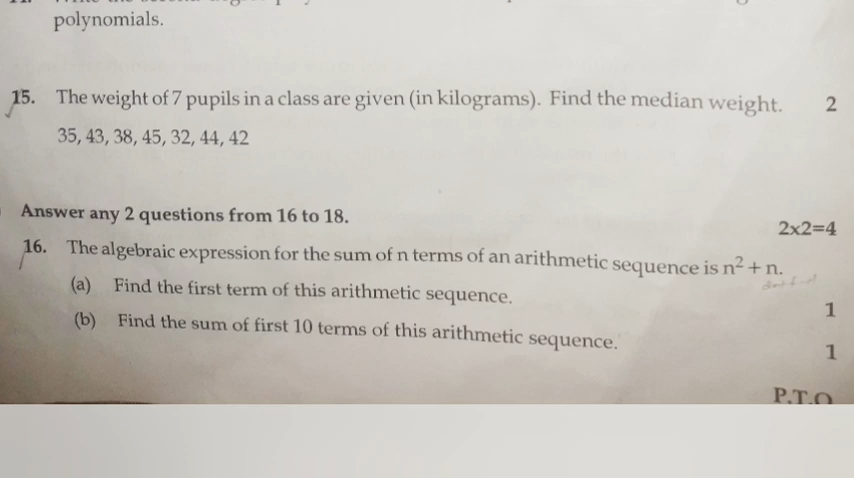 polynomials.
15. The weight of 7 pupils in a class are given (in kilograms). Find the median weight. 2
35, 43, 38, 45, 32, 44, 42
Answer any 2 questions from 16 to 18. 2x2=4
16. The algebraic expression for the sum of n terms of an arithmetic sequence is n² + n.
(a) Find the first term of this arithmetic sequence. 1
(b) Find the sum of first 10 terms of this arithmetic sequence. 1
P.T.O